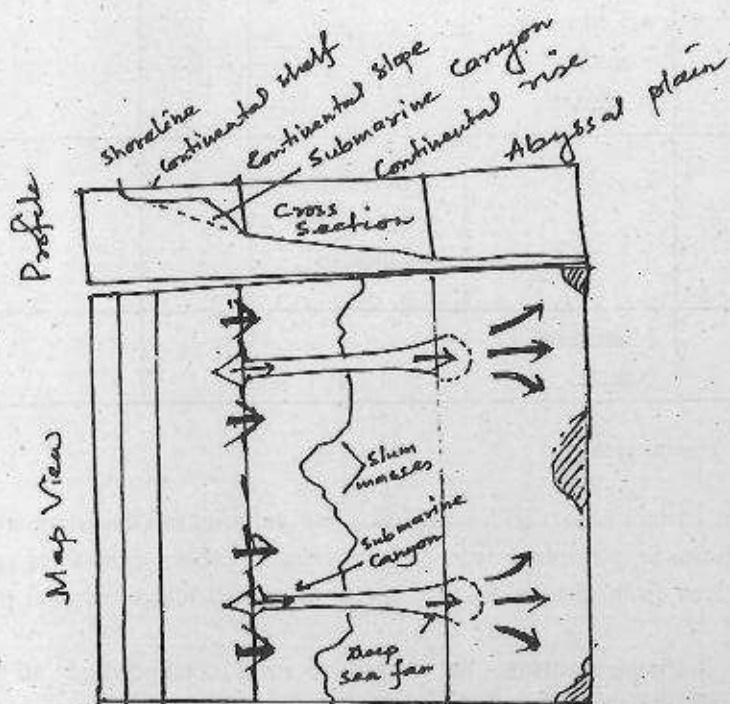 shoreline
Continental shelf
Continental slope
Submarine Canyon
Continental rise
Abyssal plain
Profile
Cross
Section
Map View
Slum
masses
submarine
Canyon
Deep
sea fan